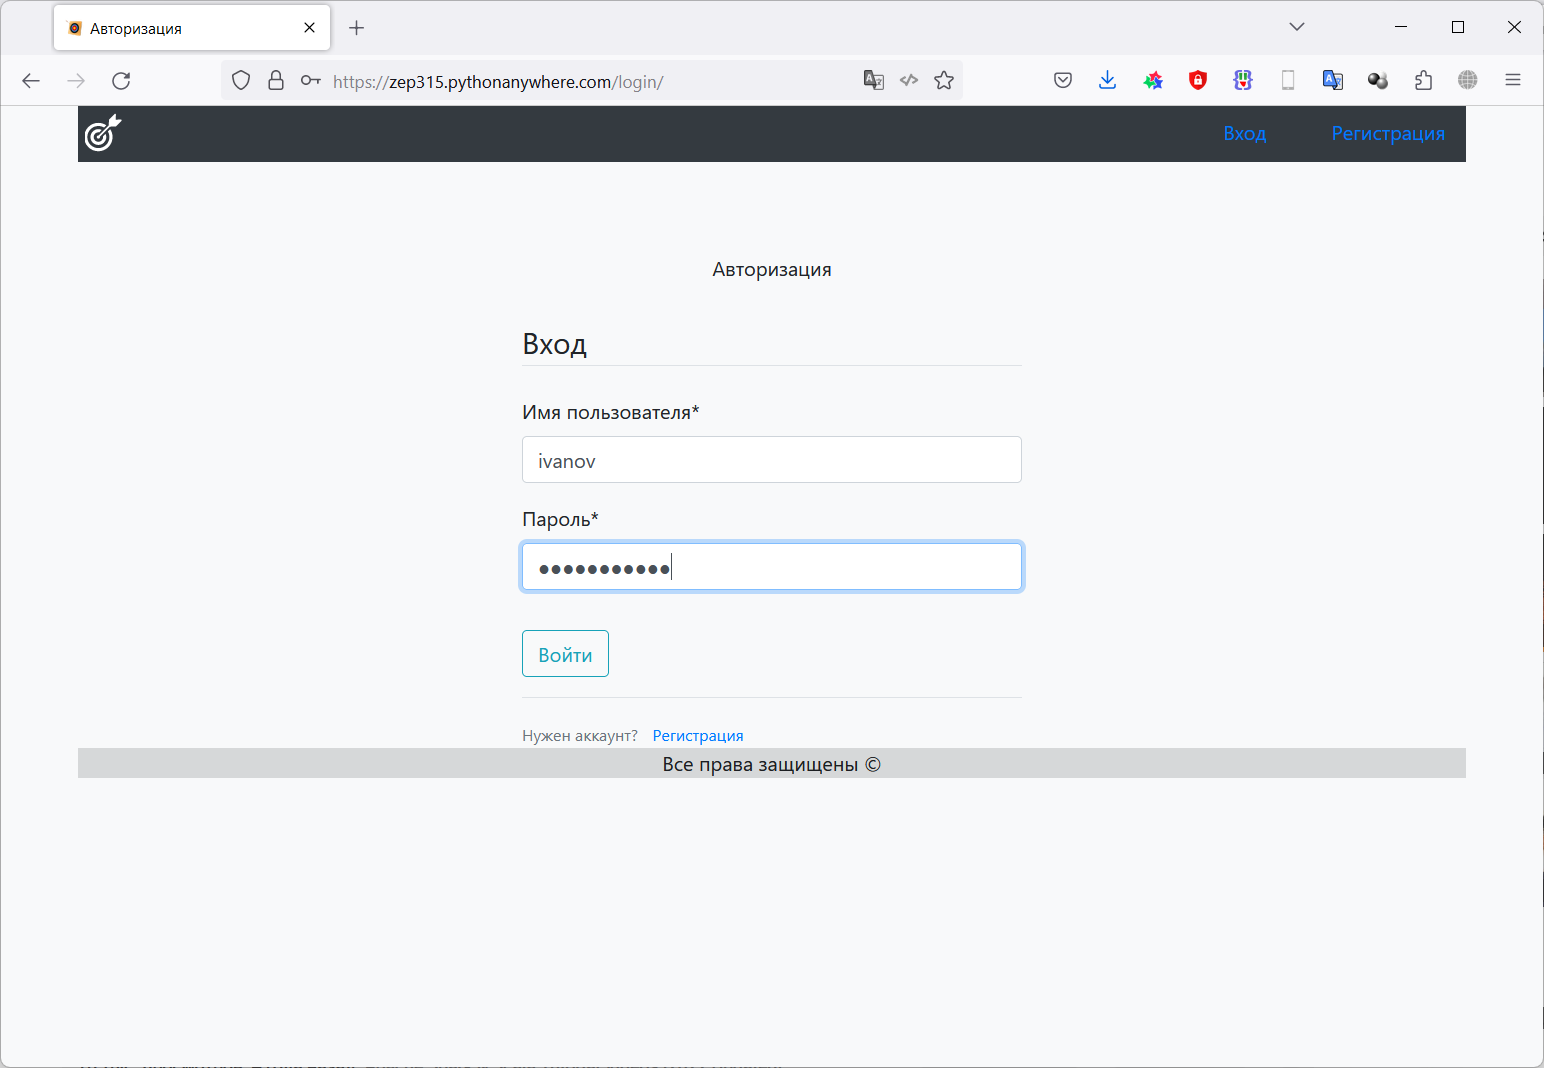 Авторизация
https://zep315.pythonanywhere.com/login/
Вход Регистрация
Авторизация
Вход
Имя пользователя*
ivanov
Пароль*
Войти
Нужен аккаунт? Регистрация
Все права защищены ©